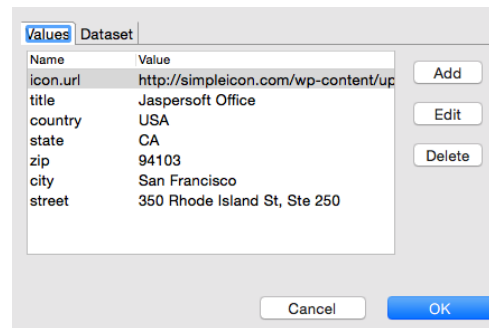 Values Dataset
Name Value
icon.url http://simpleicon.com/wp-content/up
title Jaspersoft Office
country USA
state CA
zip 94103
city San Francisco
street 350 Rhode Island St, Ste 250
Add
Edit
Delete
Cancel OK